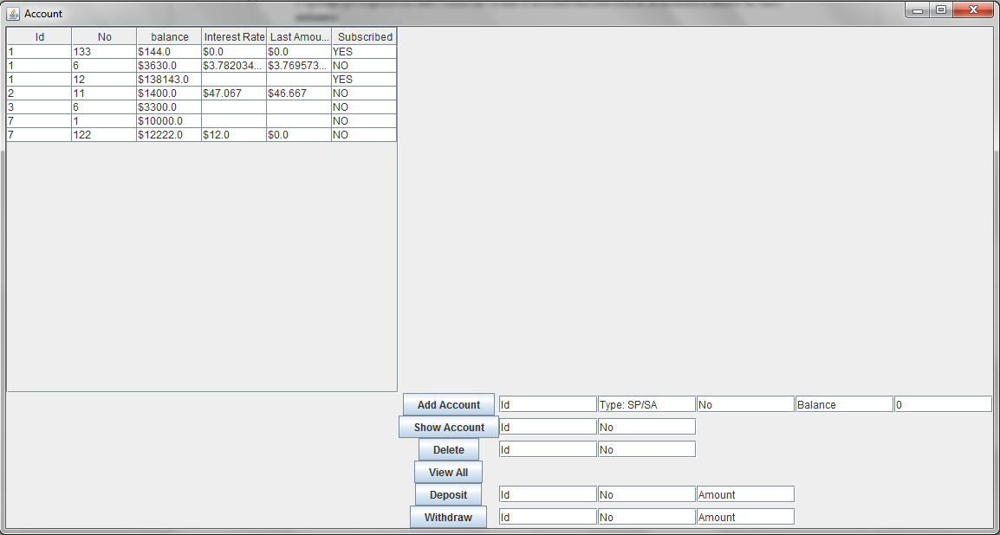 Account
Id No balance Interest Rate Last Amou... Subscribed
1 133 $144.0 $0.0 $0.0 YES
1 6 $3630.0 $3.782034... $3.769573... NO
1 12 $138143.0 YES
2 11 $1400.0 $47.067 $46.667 NO
3 6 $3300.0 NO
7 1 $10000.0 NO
7 122 $12222.0 $12.0 $0.0 NO
Add Account Id Type: SP/SA No Balance 0
Show Account Id No
Delete Id No
View All
Deposit Id No Amount
Withdraw Id No Amount